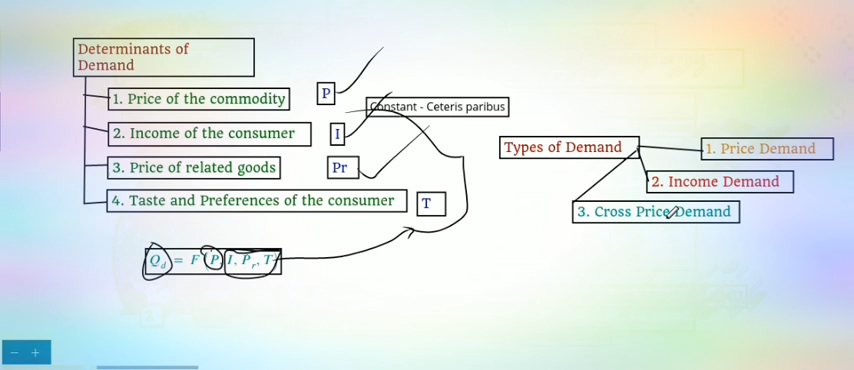 Determinants of
Demand
1. Price of the commodity
P
Constant - Ceteris paribus
2. Income of the consumer
I
3. Price of related goods
Pr
4. Taste and Preferences of the consumer
T
Types of Demand
1. Price Demand
2. Income Demand
3. Cross Price Demand
Qd = F (P, I, Pr, T)